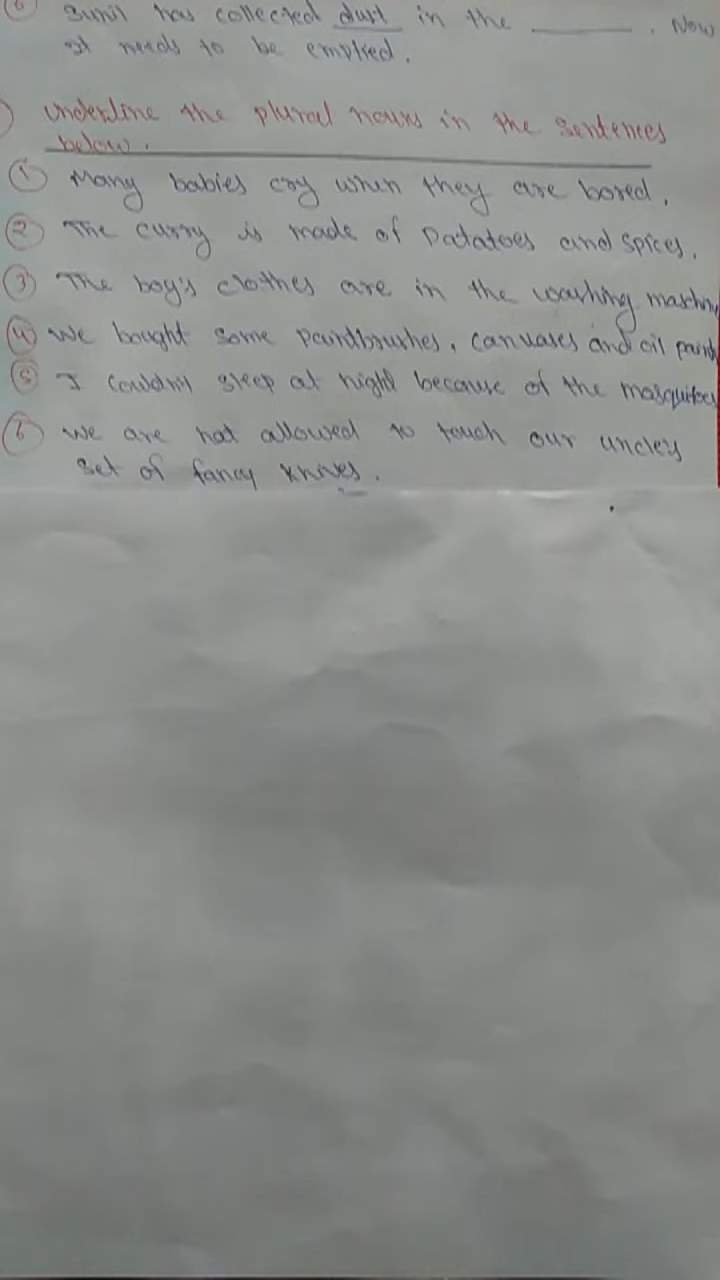 6 Sunil has collected dust in the ______. Now
it needs to be emptied.
Underline the plural nouns in the sentences
below.
1 Many babies cry when they are bored.
2 The curry is made of Patatoes and spices.
3 The boy's clothes are in the washing
4 We bought some paintbrushes, canvases and oil
5 I couldn't sleep at night because of the
6 We are not allowed to touch our uncles
set of fancy knives.